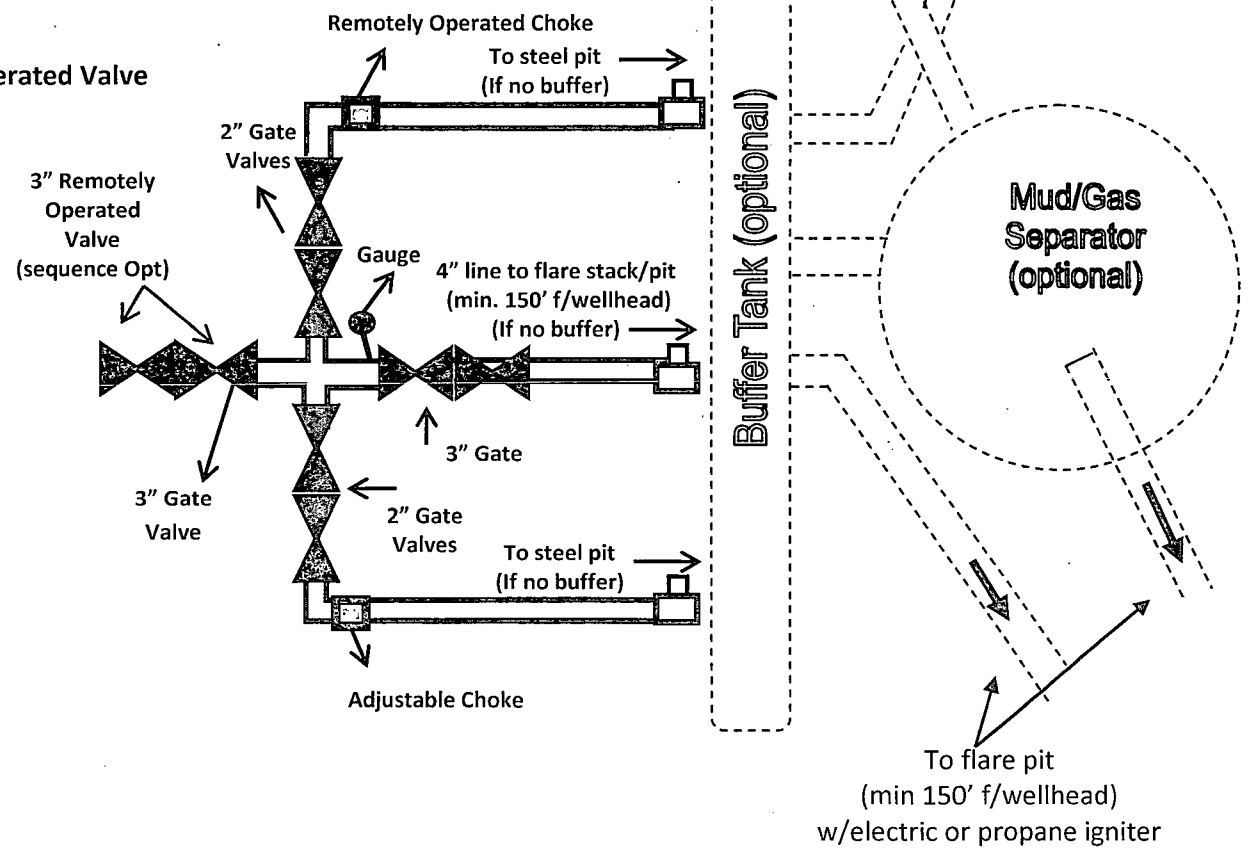 Remotely Operated Choke
To steel pit
(If no buffer)
Valve
2” Gate
Valves
3” Remotely
Operated
Valve
(sequence Opt)
Gauge
4” line to flare stack/pit
(min. 150’ f/wellhead)
(If no buffer)
Buffer Tank (optional)
Mud/Gas
Separator
(optional)
3” Gate
3” Gate
Valve
2” Gate
Valves
To steel pit
(If no buffer)
Adjustable Choke
To flare pit
(min 150’ f/wellhead)
w/electric or propane igniter